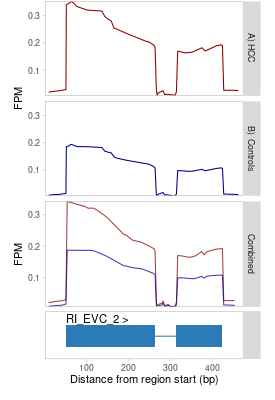 0.3
0.2
0.1
FPM
A) HCC
0.3
0.2
0.1
B) Controls
0.3
0.2
0.1
FPM
Combined
RI_EVC_2 >
100 200 300 400
Distance from region start (bp)